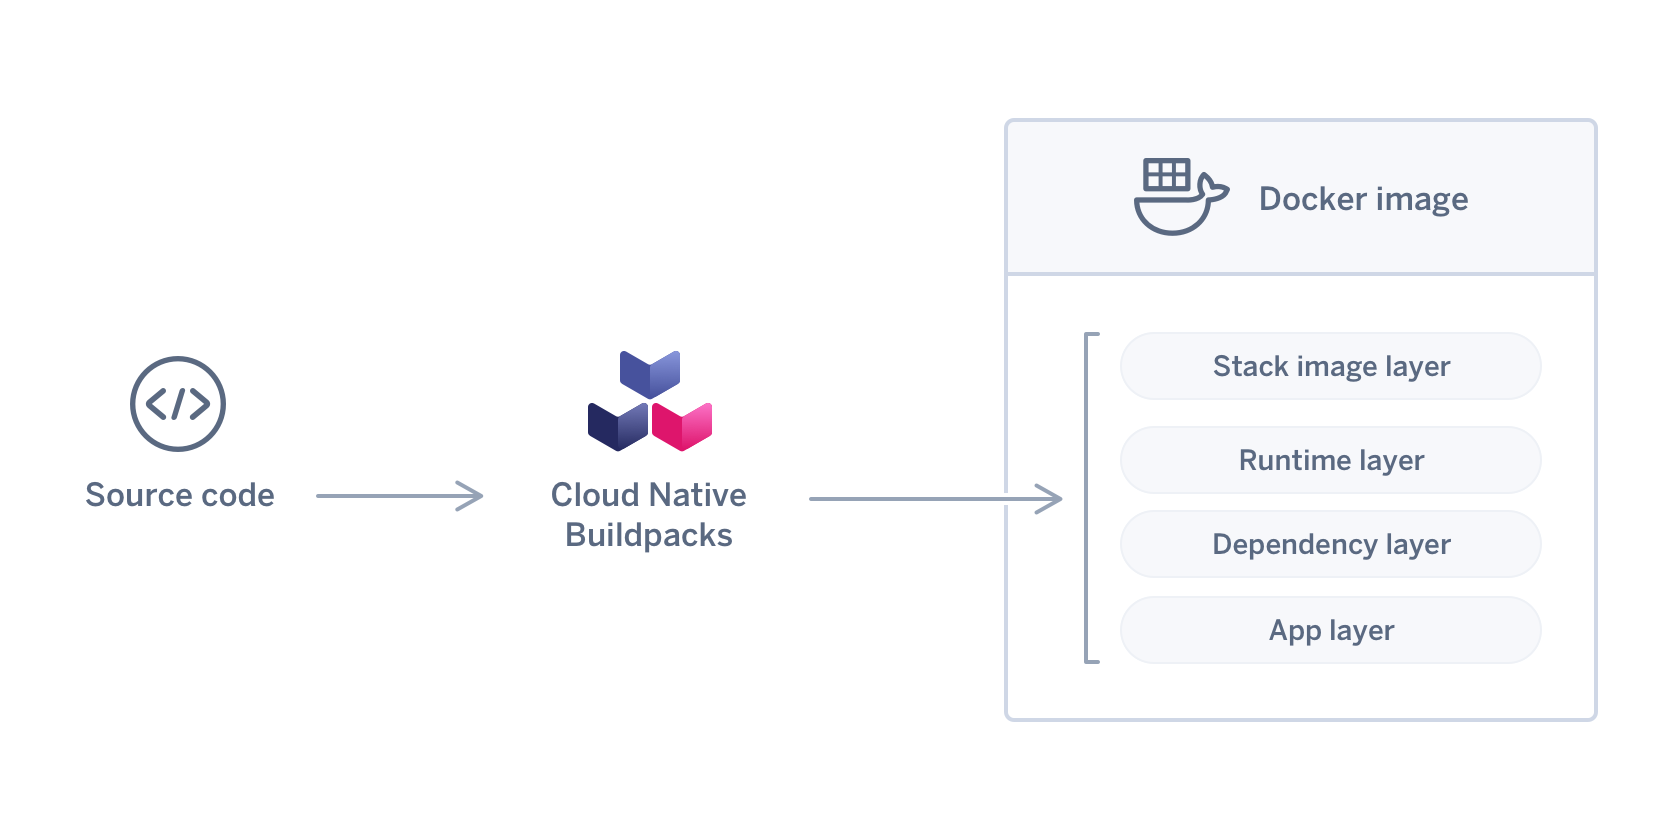 Source code
Cloud Native
Buildpacks
Docker image
Stack image layer
Runtime layer
Dependency layer
App layer